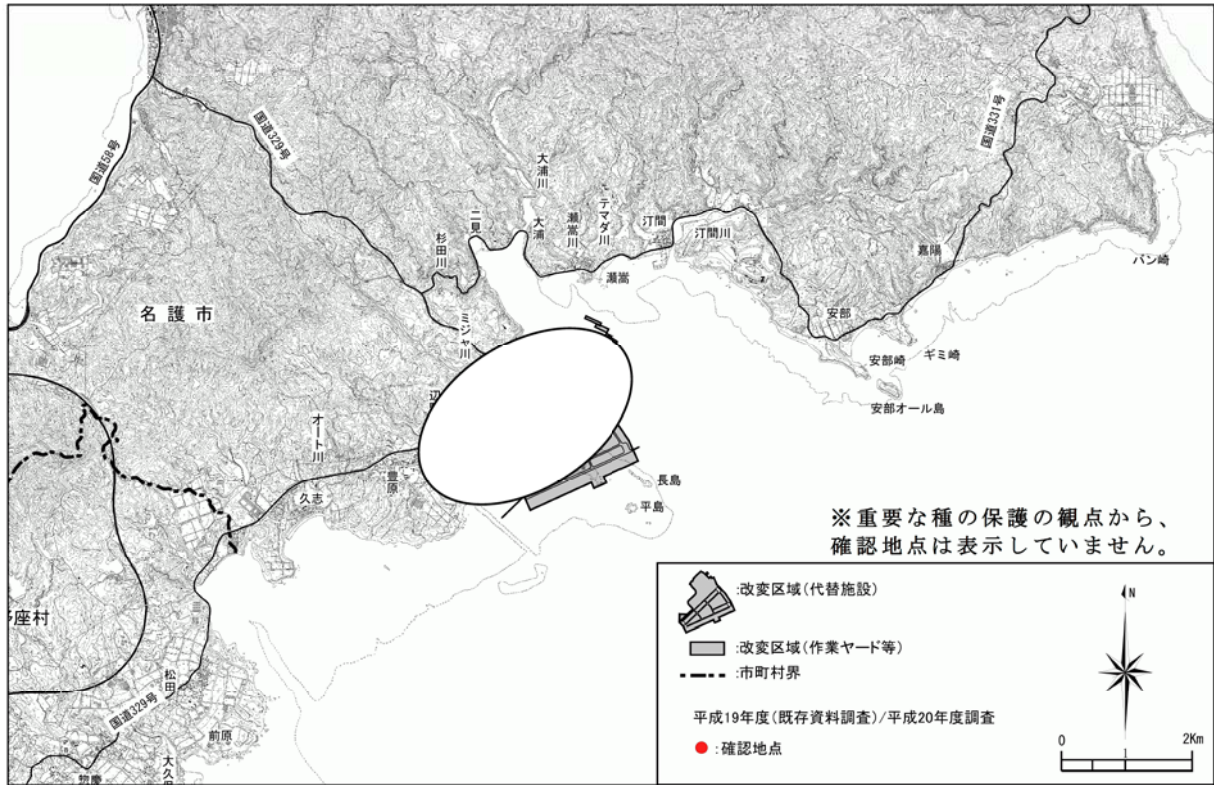 国道58号
国道329号
国道331号
大浦川
二見
大浦
瀬嵩川
テマダ川
汀間
汀間川
杉田川
瀬嵩
嘉陽
バン崎
名護市
ミジャ川
安部
安部崎
ギミ崎
安部オール島
オート川
豊原
久志
長島
平島
座村
松田
国道329号
前原
惣慶
※重要な種の保護の観点から、
確認地点は表示していません。
:改変区域(代替施設)
:改変区域(作業ヤード等)
:市町村界
平成19年度(既存資料調査)/平成20年度調査
:確認地点
N
0 1 2Km